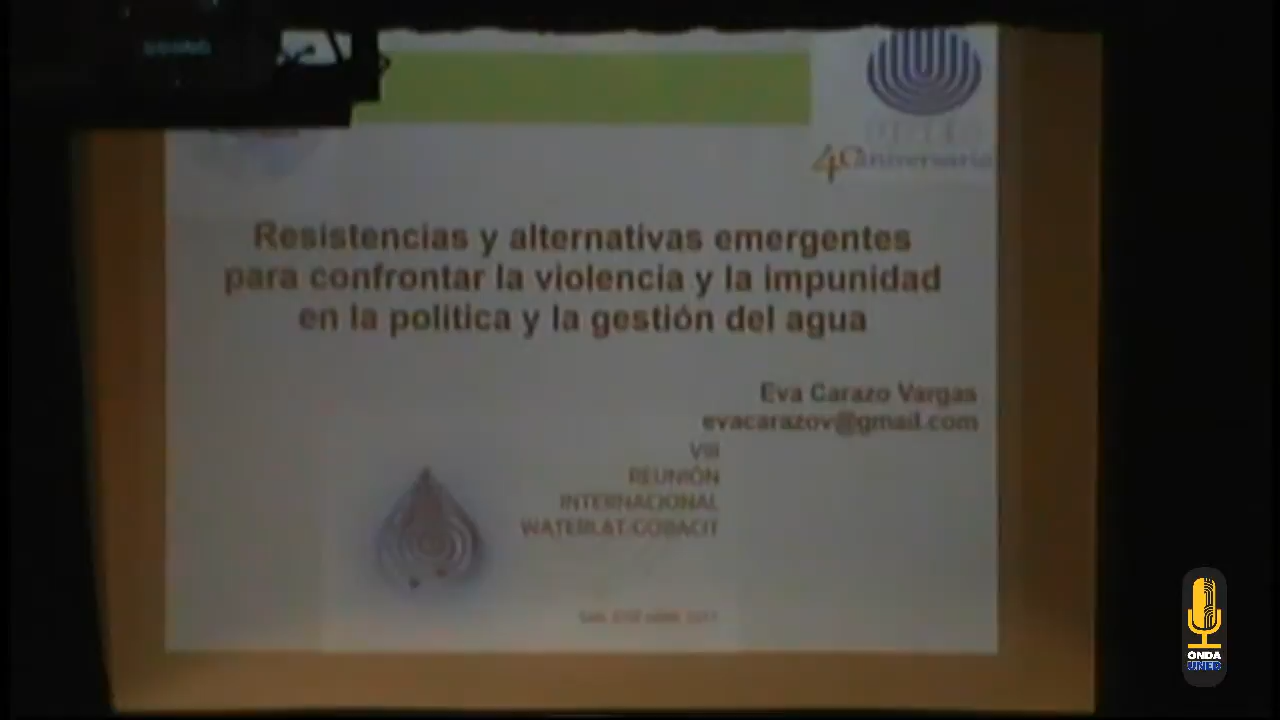 40 aniversario
Resistencias y alternativas emergentes
para confrontar la violencia y la impunidad
en la política y la gestión del agua
Eva Carazo Vargas
evacarazov@gmail.com
VIII
REUNIÓN
INTERNACIONAL
WATERLAT-GOBACIT
ONDA
UNEB